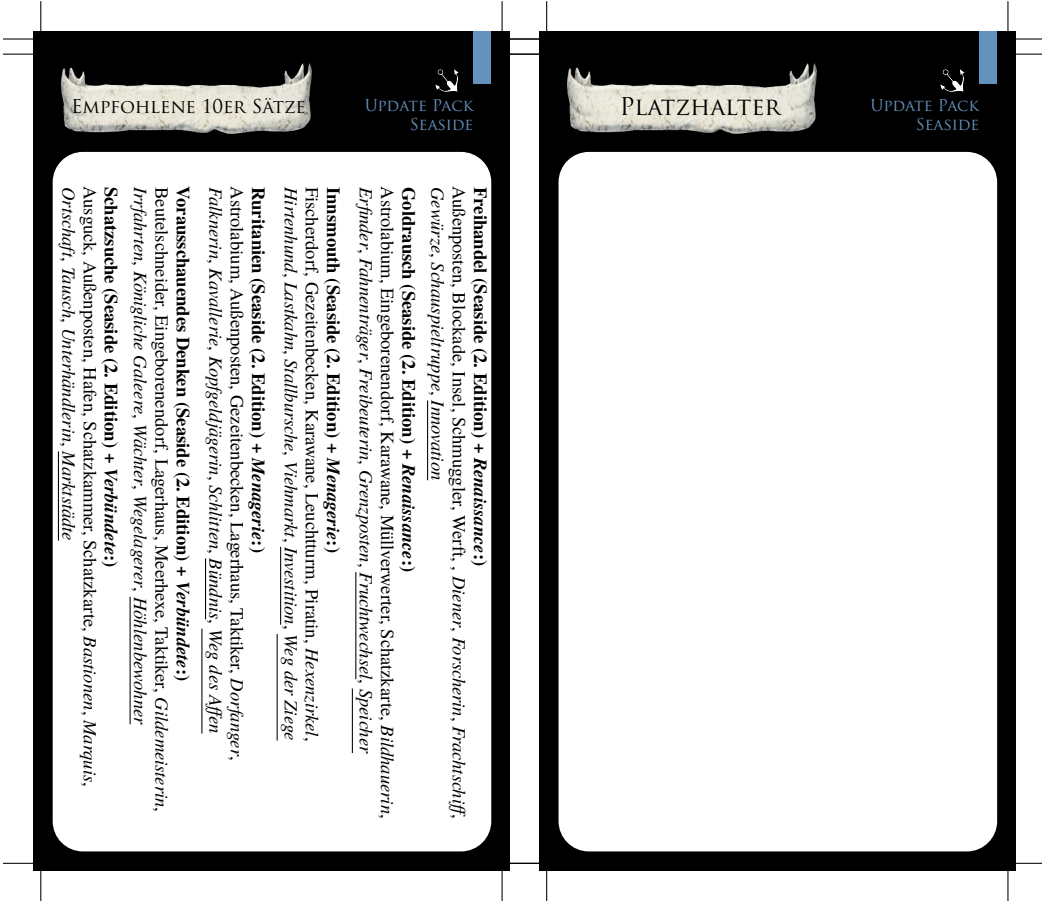 EMPFOHLENE 10ER SÄTZE
UPDATE PACK
SEASIDE
Freihandel (Seaside (2. Edition) + Renaissance:)
Außenposten, Blockade, Insel, Schmuggler, Werft, , Diener, Forscherin, Frachtschiff,
Gewürze, Schauspieltruppe, Innovation
Goldrausch (Seaside (2. Edition) + Renaissance:)
Astrolabium, Eingeborenendorf, Karawane, Müllverwerter, Schatzkarte, Bildhauerin,
Erfinder, Fahnenträger, Freibeuterin, Grenzposten, Fruchtwechsel, Speicher
Innsmouth (Seaside (2. Edition) + Menagerie:)
Fischerdorf, Gezeitenbecken, Karawane, Leuchtturm, Piratin, Hexenzirkel,
Hirtenhund, Lastkahn, Stallbursche, Viehmarkt, Investition, Weg der Ziege
Ruritanien (Seaside (2. Edition) + Menagerie:)
Astrolabium, Außenposten, Gezeitenbecken, Lagerhaus, Taktiker, Dorfanger,
Falknerin, Kavallerie, Kopfgeldjägerin, Schlitten, Bündnis, Weg des Affen
Vorausschauendes Denken (Seaside (2. Edition) + Verbündete:)
Beutelschneider, Eingeborenendorf, Lagerhaus, Meerhexe, Taktiker, Gildemeisterin,
Irrfahrten, Königliche Galeere, Wächter, Wegelagerer, Höhlenbewohner
Schatzsuche (Seaside (2. Edition) + Verbündete:)
Ausguck, Außenposten, Hafen, Schatzkammer, Schatzkarte, Bastionen, Marquis,
Ortschaft, Tausch, Unterhändlerin, Marktstädte
PLATZHALTER
UPDATE PACK
SEASIDE